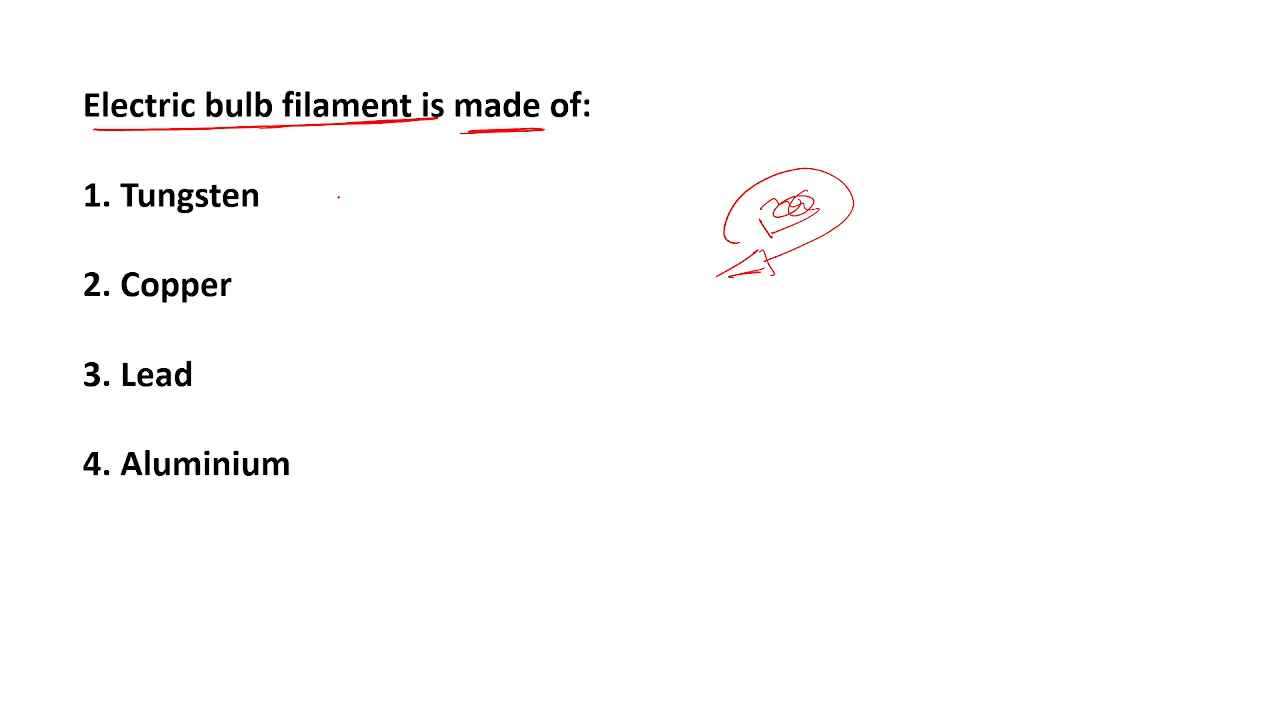 Electric bulb filament is made of:
1. Tungsten
2. Copper
3. Lead
4. Aluminium